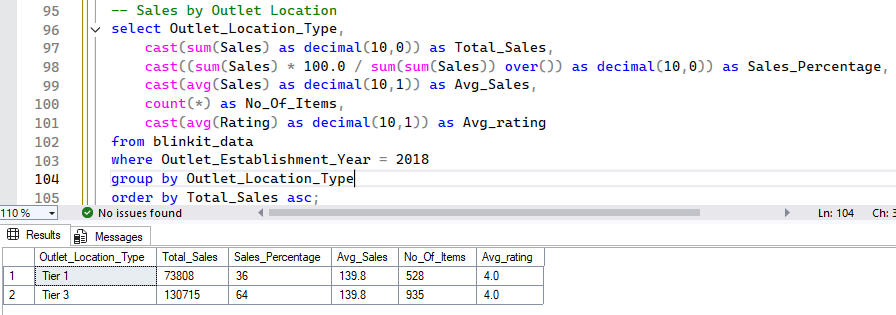 95 -- Sales by Outlet Location
96 select Outlet_Location_Type,
97 cast(sum(Sales) as decimal(10,0)) as Total_Sales,
98 cast((sum(Sales) * 100.0 / sum(sum(Sales)) over()) as decimal(10,0)) as Sales_Percentage,
99 cast(avg(Sales) as decimal(10,1)) as Avg_Sales,
100 count(*) as No_Of_Items,
101 cast(avg(Rating) as decimal(10,1)) as Avg_rating
102 from blinkit_data
103 where Outlet_Establishment_Year = 2018
104 group by Outlet_Location_Type
105 order by Total_Sales asc;
110 % No issues found Ln: 104 Ch:
Results Messages
Outlet_Location_Type Total_Sales Sales_Percentage Avg_Sales No_Of_Items Avg_rating
1 Tier 1 73808 36 139.8 528 4.0
2 Tier 3 130715 64 139.8 935 4.0